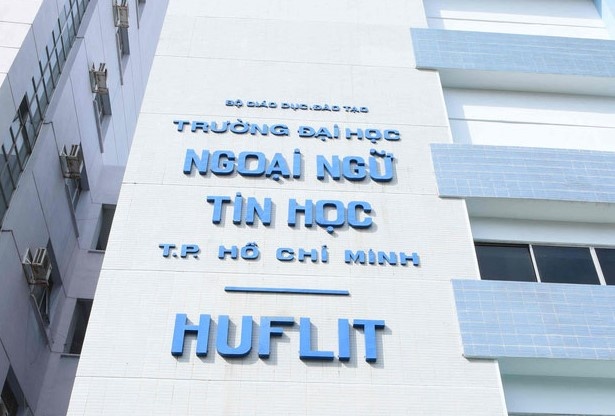 BỘ GIÁO DỤC.ĐÀO TẠO
TRƯỜNG ĐẠI HỌC
NGOẠI NGỮ
TIN HỌC
T.P. HỒ CHÍ MINH
HUFLIT